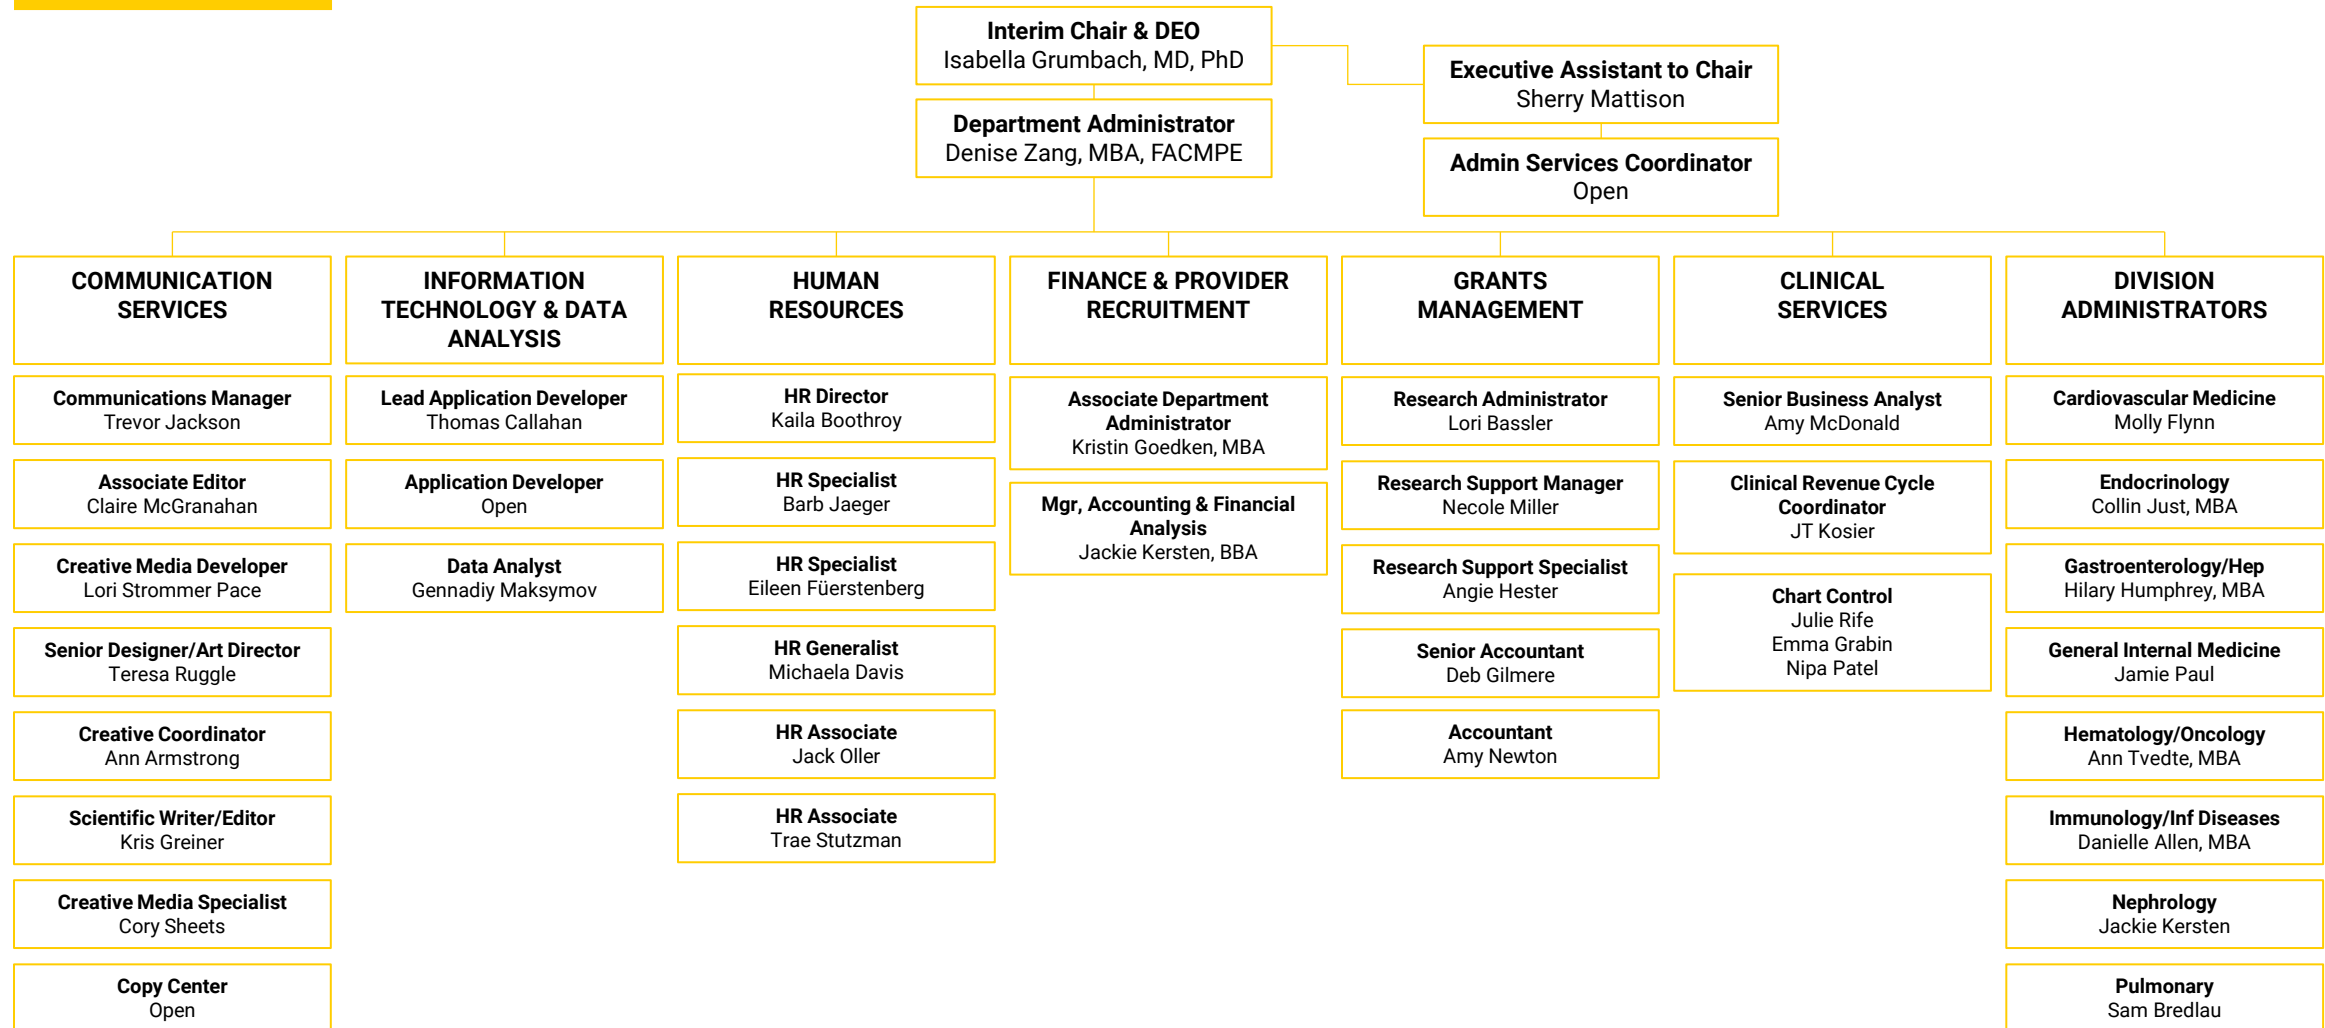 Interim Chair & DEO
Isabella Grumbach, MD, PhD
Executive Assistant to Chair
Sherry Mattison
Department Administrator
Denise Zang, MBA, FACMPE
Admin Services Coordinator
Open
COMMUNICATION
SERVICES
Communications Manager
Trevor Jackson
Associate Editor
Claire McGranahan
Creative Media Developer
Lori Strommer Pace
Senior Designer/Art Director
Teresa Ruggle
Creative Coordinator
Ann Armstrong
Scientific Writer/Editor
Kris Greiner
Creative Media Specialist
Cory Sheets
Copy Center
Open
INFORMATION
TECHNOLOGY & DATA
ANALYSIS
Lead Application Developer
Thomas Callahan
Application Developer
Open
Data Analyst
Gennadiy Maksymov
HUMAN
RESOURCES
HR Director
Kaila Boothroy
HR Specialist
Barb Jaeger
HR Specialist
Eileen Füerstenberg
HR Generalist
Michaela Davis
HR Associate
Jack Oller
HR Associate
Trae Stutzman
FINANCE & PROVIDER
RECRUITMENT
Associate Department
Administrator
Kristin Goedken, MBA
Mgr, Accounting & Financial
Analysis
Jackie Kersten, BBA
GRANTS
MANAGEMENT
Research Administrator
Lori Bassler
Research Support Manager
Necole Miller
Research Support Specialist
Angie Hester
Senior Accountant
Deb Gilmere
Accountant
Amy Newton
CLINICAL
SERVICES
Senior Business Analyst
Amy McDonald
Clinical Revenue Cycle
Coordinator
JT Kosier
Chart Control
Julie Rife
Emma Grabin
Nipa Patel
DIVISION
ADMINISTRATORS
Cardiovascular Medicine
Molly Flynn
Endocrinology
Collin Just, MBA
Gastroenterology/Hep
Hilary Humphrey, MBA
General Internal Medicine
Jamie Paul
Hematology/Oncology
Ann Tvedte, MBA
Immunology/Inf Diseases
Danielle Allen, MBA
Nephrology
Jackie Kersten
Pulmonary
Sam Bredlau